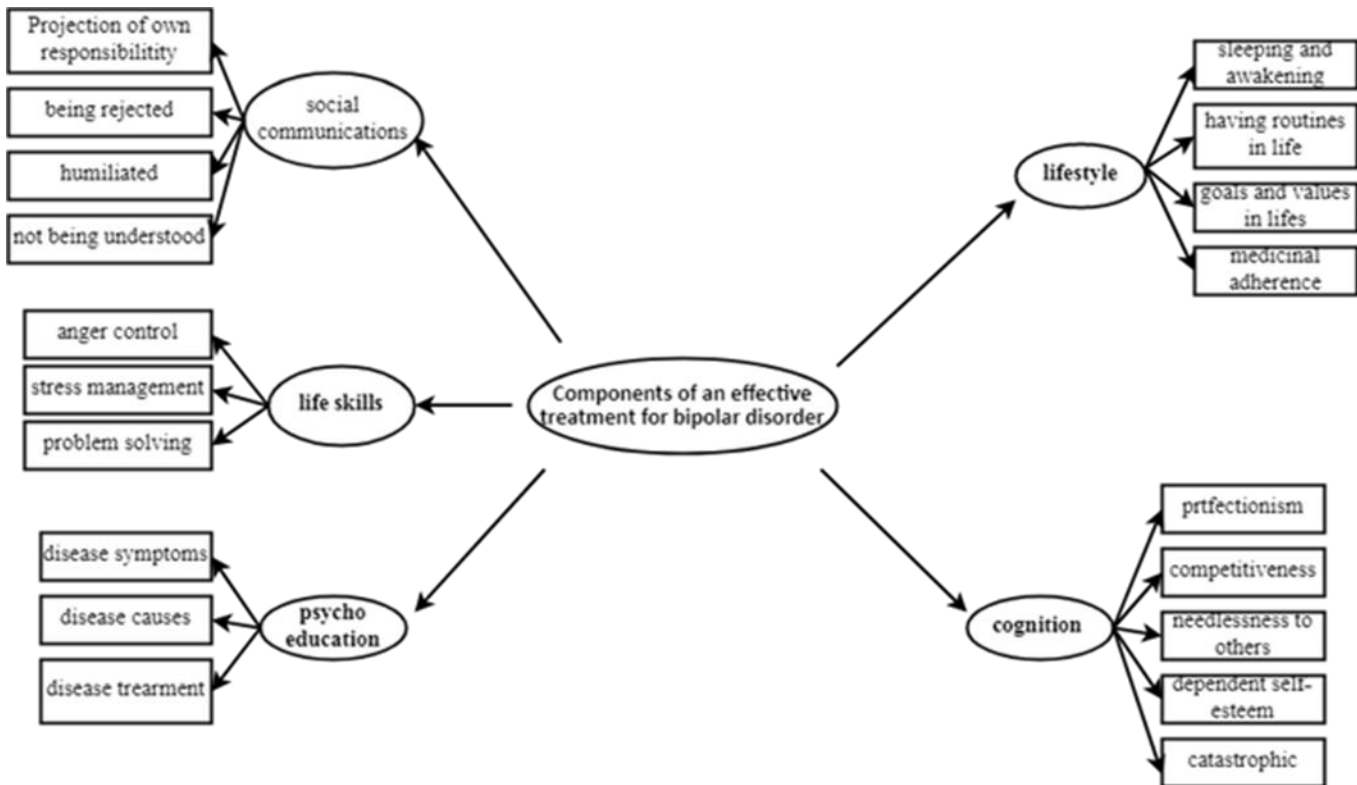 Projection of own
responsibilitity
being rejected
humiliated
not being understood
social
communications
anger control
stress management
problem solving
life skills
disease symptoms
disease causes
disease trearment
psycho
education
Components of an effective
treatment for bipolar disorder
lifestyle
sleeping and
awakening
having routines
in life
goals and values
in lifes
medicinal
adherence
cognition
prtfectionism
competitiveness
needlessness to
others
dependent self-
esteem
catastrophic